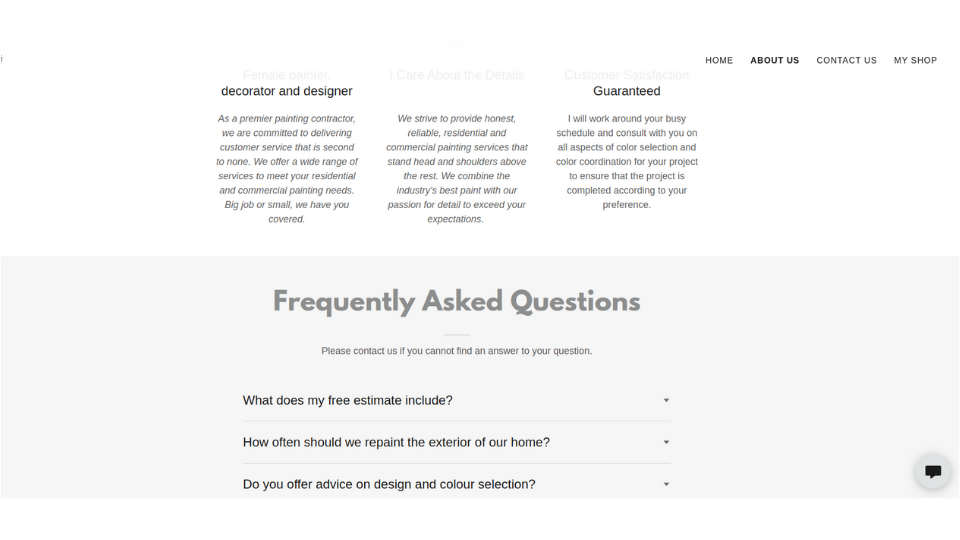 HOME ABOUT US CONTACT US MY SHOP
Female painter,
decorator and designer
As a premier painting contractor,
we are committed to delivering
customer service that is second
to none. We offer a wide range of
services to meet your residential
and commercial painting needs.
Big job or small, we have you
covered.
I Care About the Details
We strive to provide honest,
reliable, residential and
commercial painting services that
stand head and shoulders above
the rest. We combine the
industry's best paint with our
passion for detail to exceed your
expectations.
Customer Satisfaction
Guaranteed
I will work around your busy
schedule and consult with you on
all aspects of color selection and
color coordination for your project
to ensure that the project is
completed according to your
preference.
Frequently Asked Questions
Please contact us if you cannot find an answer to your question.
What does my free estimate include?
How often should we repaint the exterior of our home?
Do you offer advice on design and colour selection?